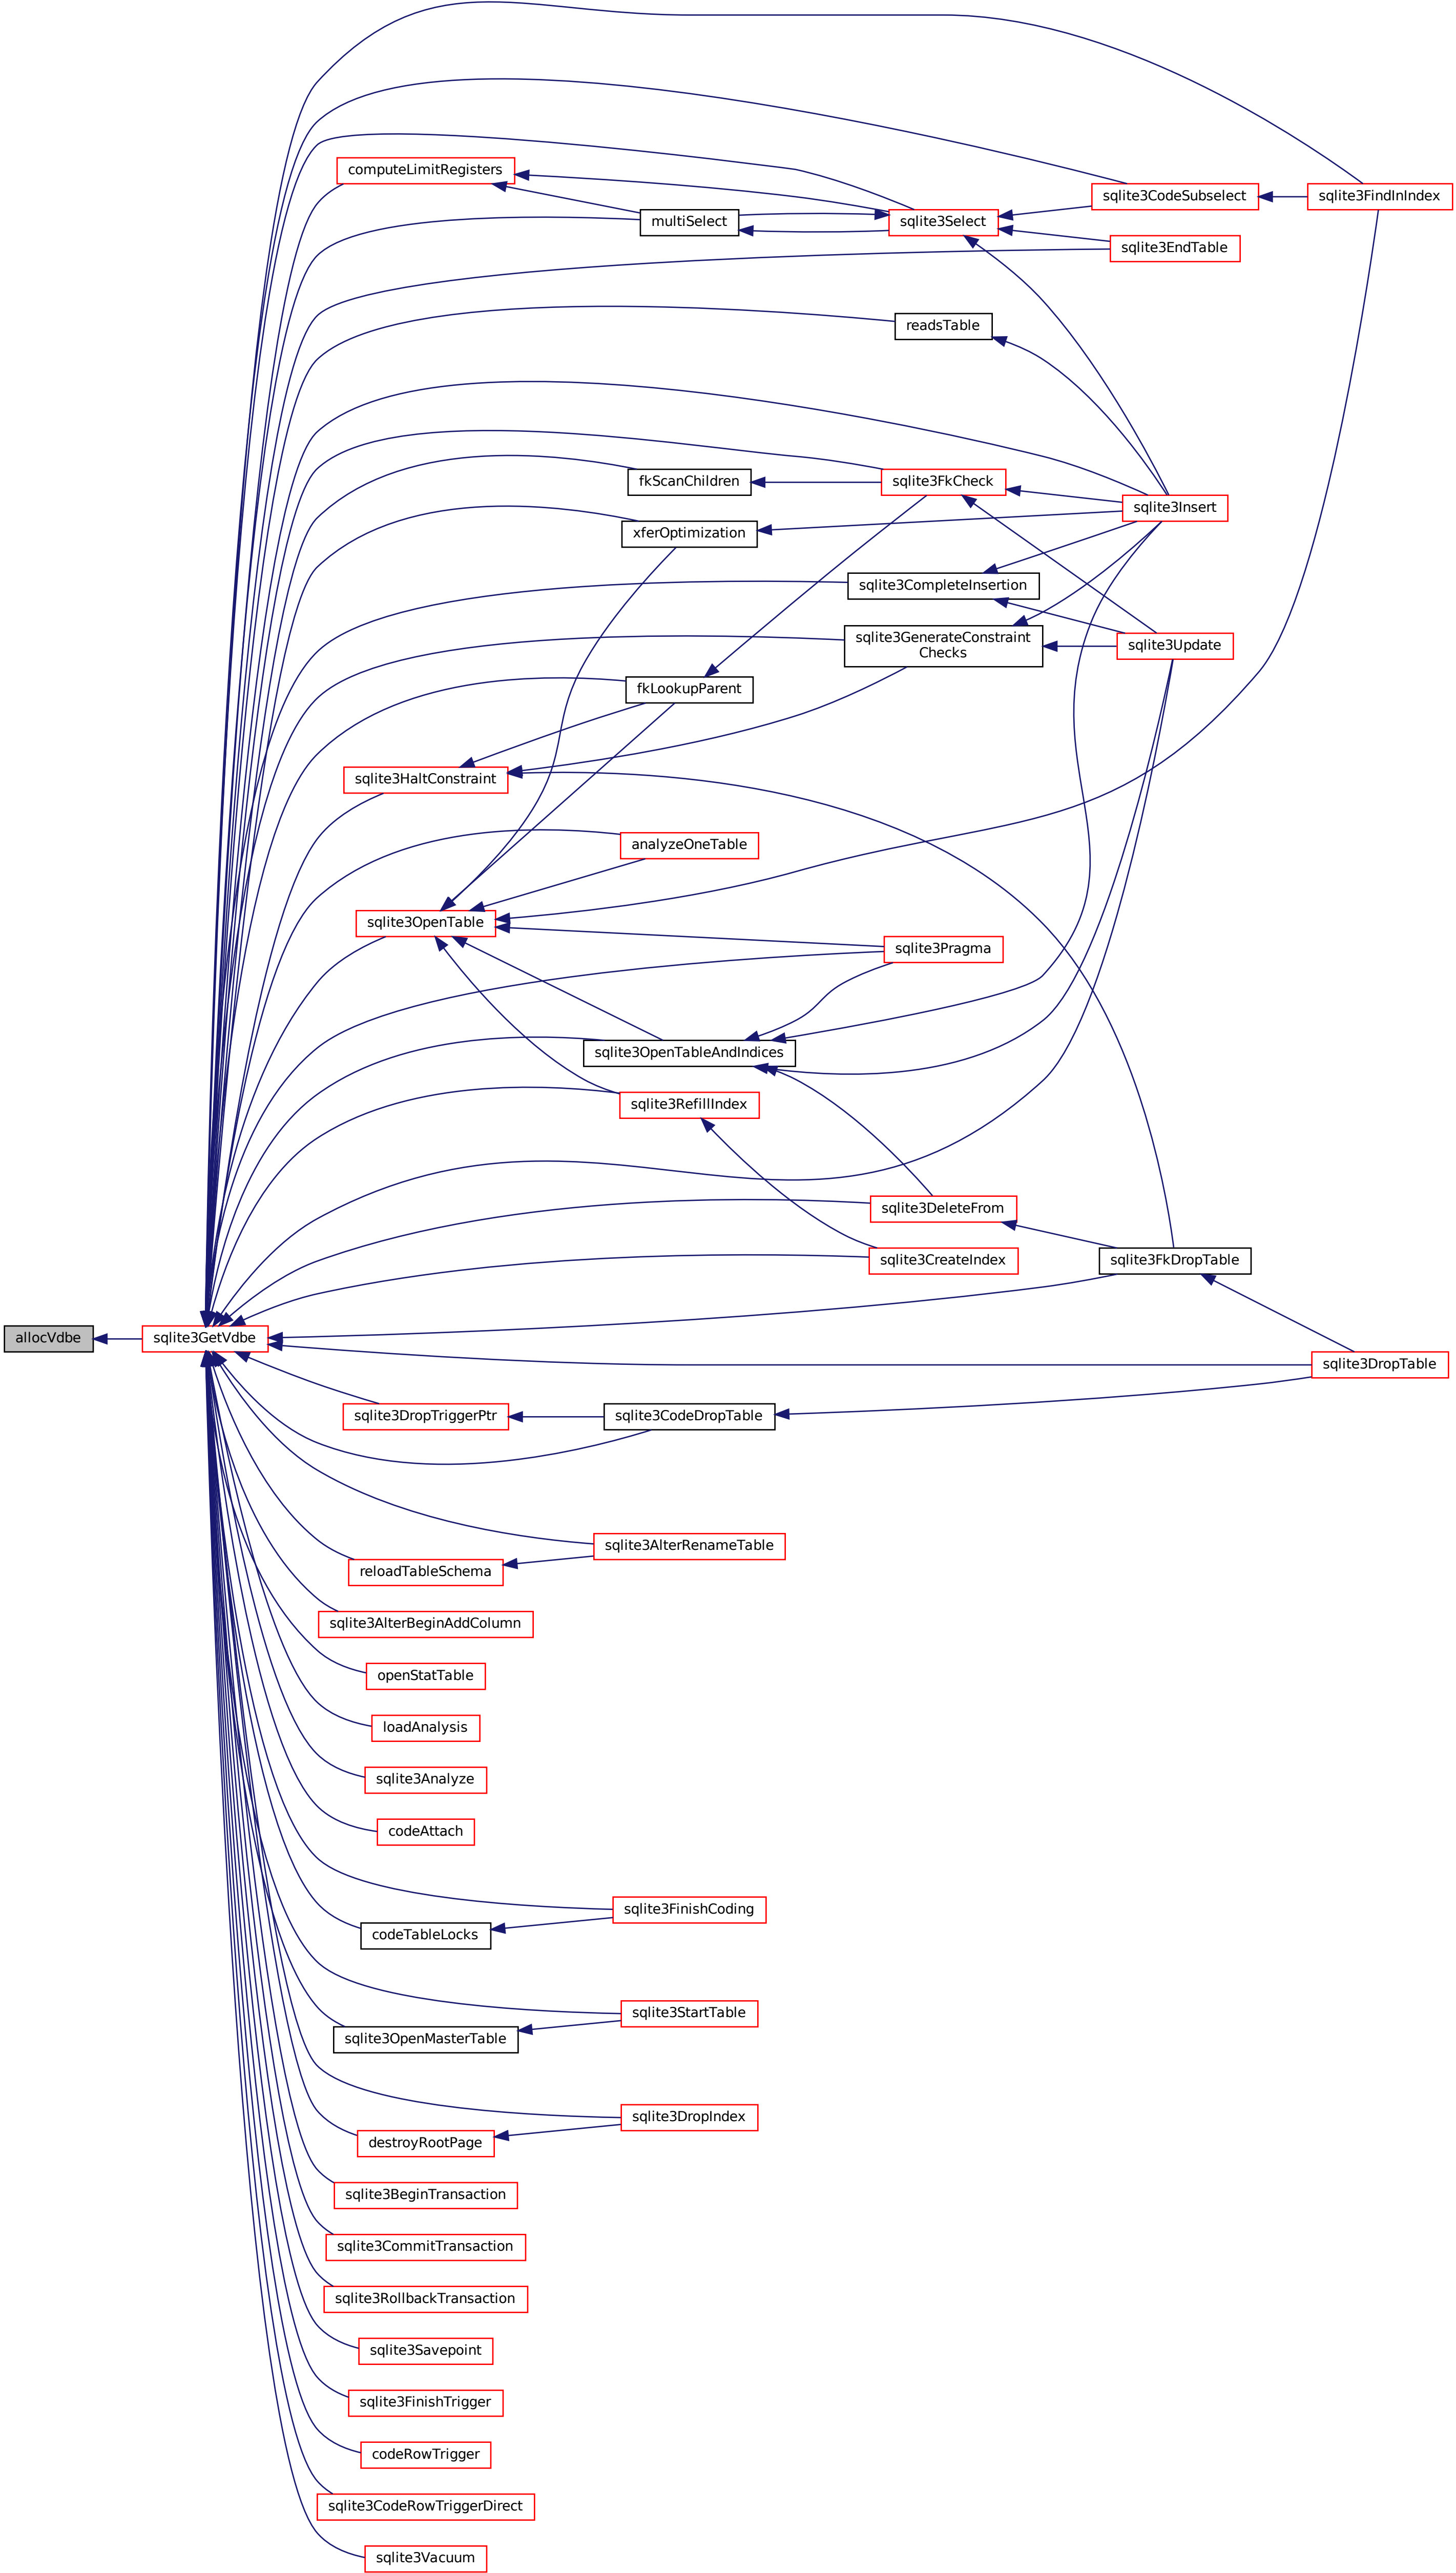 computeLimitRegisters
sqlite3CodeSubselect
sqlite3FindInIndex
multiSelect
sqlite3Select
sqlite3EndTable
readsTable
fkScanChildren
sqlite3FkCheck
sqlite3Insert
xferOptimization
sqlite3CompleteInsertion
sqlite3GenerateConstraint
Checks
sqlite3Update
fkLookupParent
sqlite3HaltConstraint
analyzeOneTable
sqlite3OpenTable
sqlite3Pragma
sqlite3OpenTableAndIndices
sqlite3RefillIndex
sqlite3DeleteFrom
sqlite3CreateIndex
sqlite3FkDropTable
allocVdbe
sqlite3GetVdbe
sqlite3DropTable
sqlite3DropTriggerPtr
sqlite3CodeDropTable
sqlite3AlterRenameTable
reloadTableSchema
sqlite3AlterBeginAddColumn
openStatTable
loadAnalysis
sqlite3Analyze
codeAttach
sqlite3FinishCoding
codeTableLocks
sqlite3StartTable
sqlite3OpenMasterTable
sqlite3DropIndex
destroyRootPage
sqlite3BeginTransaction
sqlite3CommitTransaction
sqlite3RollbackTransaction
sqlite3Savepoint
sqlite3FinishTrigger
codeRowTrigger
sqlite3CodeRowTriggerDirect
sqlite3Vacuum